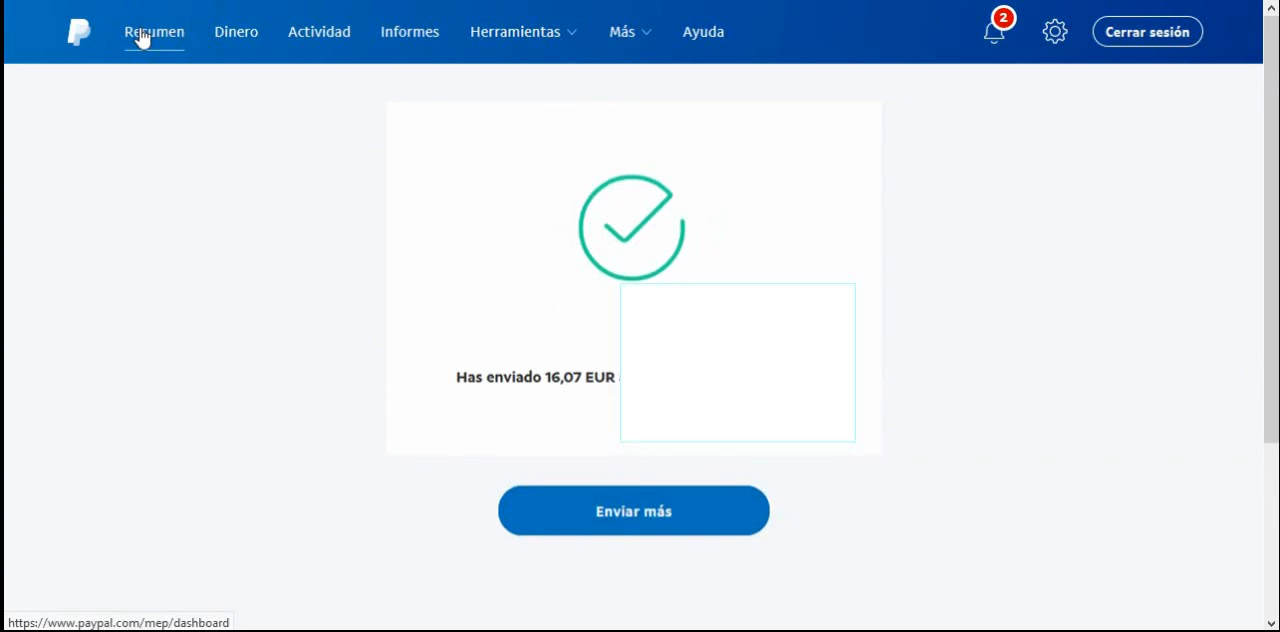 Resumen Dinero Actividad Informes Herramientas Más Ayuda 2 Cerrar sesión
Has enviado 16,07 EUR
Enviar más
https://www.paypal.com/mep/dashboard